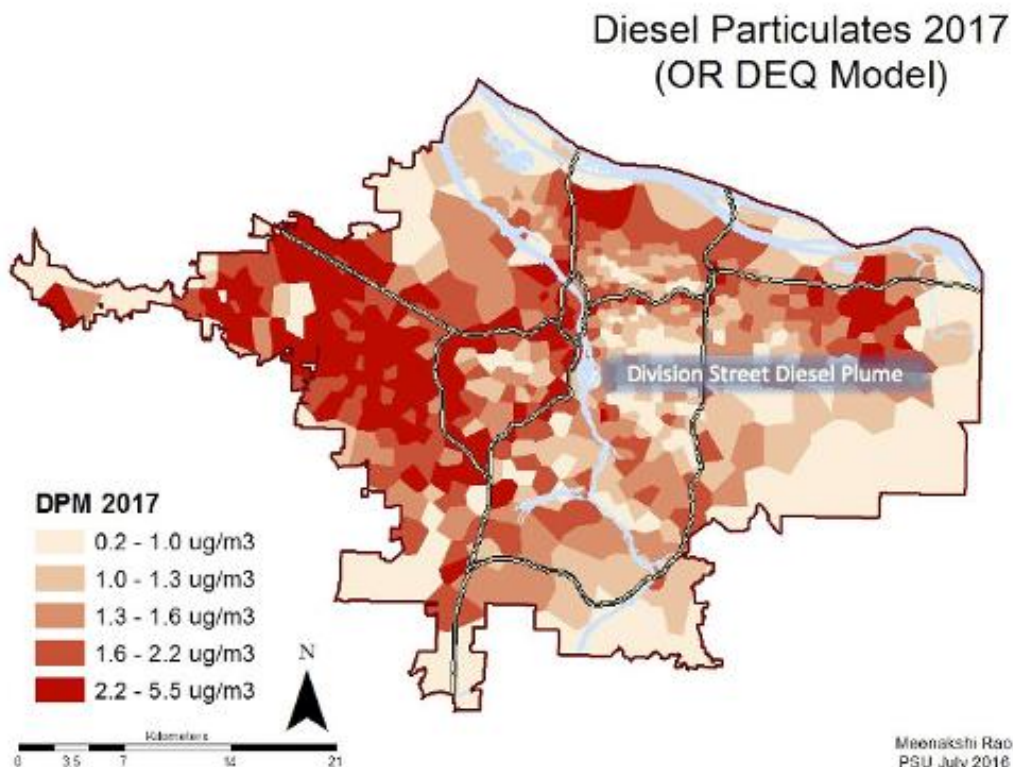 Diesel Particulates 2017
(OR DEQ Model)
Division Street Diesel Plume
DPM 2017
0.2 - 1.0 ug/m3
1.0 - 1.3 ug/m3
1.3 - 1.6 ug/m3
1.6 - 2.2 ug/m3
2.2 - 5.5 ug/m3
N
Kilometers
0 3.5 7 14 21
Meenakshi Rao
PSU July 2016